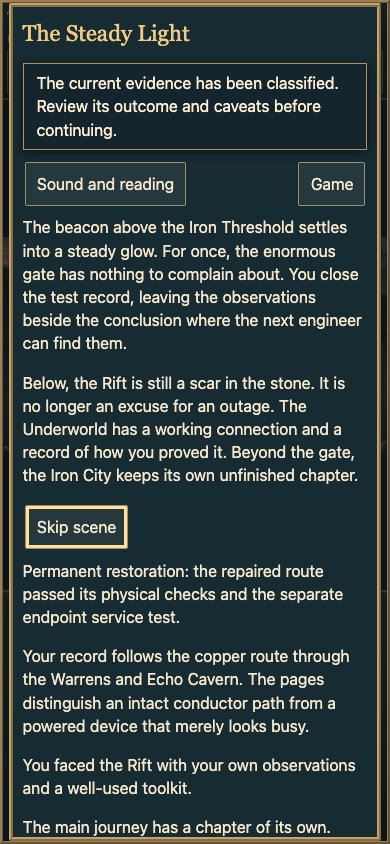 The Steady Light
The current evidence has been classified.
Review its outcome and caveats before
continuing.
Sound and reading
Game
The beacon above the Iron Threshold settles
into a steady glow. For once, the enormous
gate has nothing to complain about. You close
the test record, leaving the observations
beside the conclusion where the next engineer
can find them.
Below, the Rift is still a scar in the stone. It is
no longer an excuse for an outage. The
Underworld has a working connection and a
record of how you proved it. Beyond the gate,
the Iron City keeps its own unfinished chapter.
Skip scene
Permanent restoration: the repaired route
passed its physical checks and the separate
endpoint service test.
Your record follows the copper route through
the Warrens and Echo Cavern. The pages
distinguish an intact conductor path from a
powered device that merely looks busy.
You faced the Rift with your own observations
and a well-used toolkit.
The main journey has a chapter of its own.